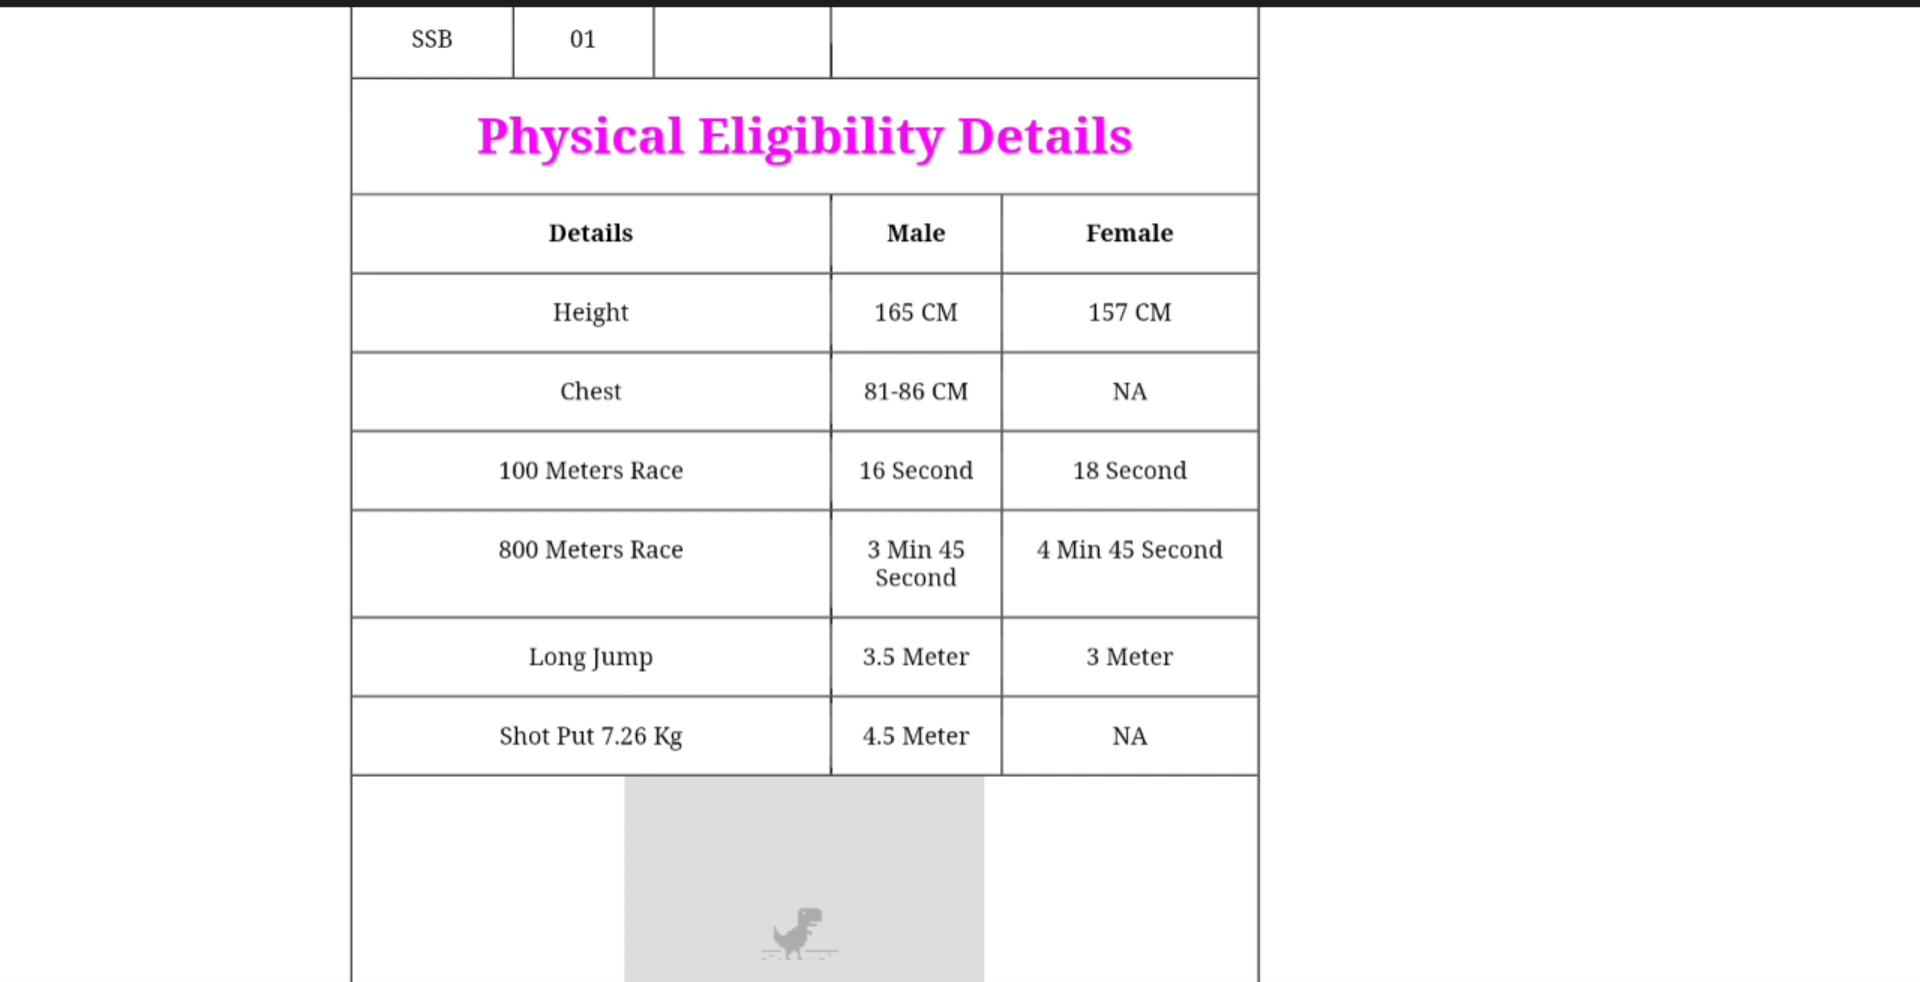 SSB 01
Physical Eligibility Details
Details Male Female
Height 165 CM 157 CM
Chest 81-86 CM NA
100 Meters Race 16 Second 18 Second
800 Meters Race 3 Min 45 Second 4 Min 45 Second
Long Jump 3.5 Meter 3 Meter
Shot Put 7.26 Kg 4.5 Meter NA